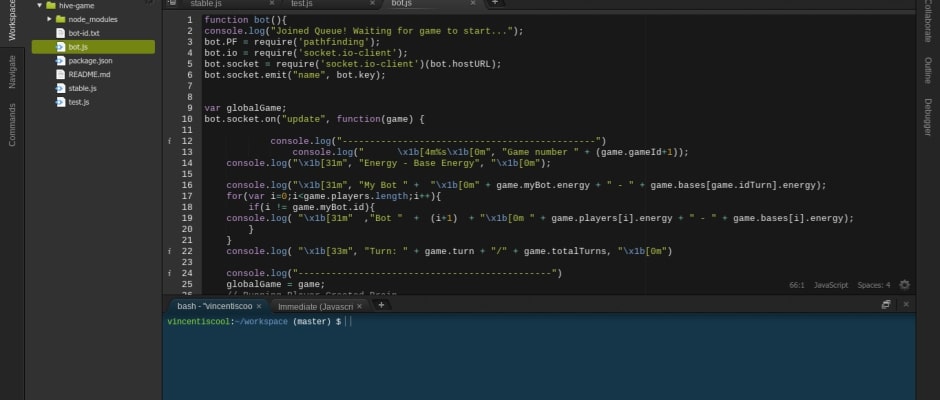 Workspace
Navigate
Commands
hive-game
node_modules
bot-id.txt
bot.js
package.json
README.md
stable.js
test.js
stable.js × test.js × bot.js × +
1 function bot(){
2 console.log("Joined Queue! Waiting for game to start...");
3 bot.PF = require('pathfinding');
4 bot.io = require('socket.io-client');
5 bot.socket = require('socket.io-client')(bot.hostURL);
6 bot.socket.emit("name", bot.key);
7
8
9 var globalGame;
10 bot.socket.on("update", function(game) {
11
i 12 console.log("--------------------------------------------")
13 console.log(" \x1b[4m%s\x1b[0m", "Game number " + (game.gameId+1));
14 console.log("\x1b[31m", "Energy - Base Energy", "\x1b[0m");
15
16 console.log("\x1b[31m", "My Bot " + "\x1b[0m" + game.myBot.energy + " - " + game.bases[game.idTurn].energy);
17 for(var i=0;i<game.players.length;i++){
18 if(i != game.myBot.id){
19 console.log( "\x1b[31m" ,"Bot " + (i+1) + "\x1b[0m " + game.players[i].energy + " - " + game.bases[i].energy);
20 }
21 }
i 22 console.log( "\x1b[33m", "Turn: " + game.turn + "/" + game.totalTurns, "\x1b[0m")
23
i 24 console.log("--------------------------------------------")
25 globalGame = game;
26 // Running Player Created Brain
66:1 JavaScript Spaces: 4
bash - "vincentiscoo × Immediate (Javascri × +
vincentiscool:~/workspace (master) $
Collaborate
Outline
Debugger